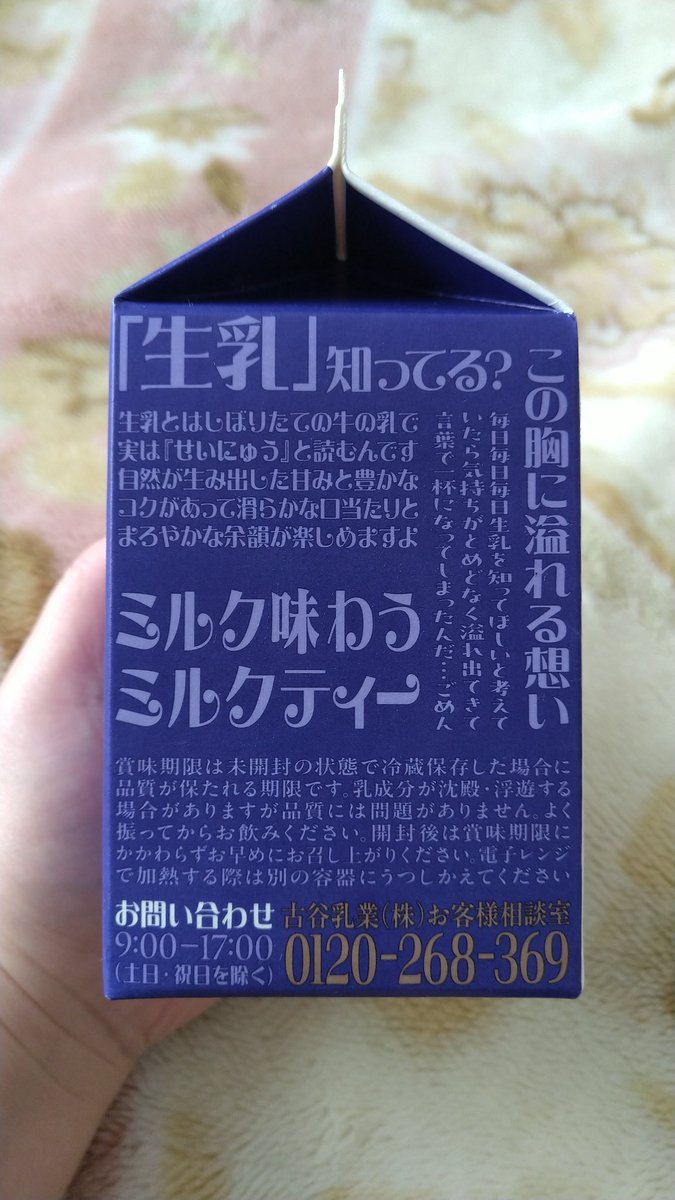 「生乳」知ってる?
生乳とはしぼりたての牛の乳で
実は『せいにゅう』と読むんです
自然が生み出した甘みと豊かな
コクがあって滑らかな口当たりと
まろやかな余韻が楽しめますよ
この胸に溢れる想い
毎日毎日毎日生乳を知ってほしいと考えて
いたら気持ちがとめどなく溢れ出てきて
言葉で一杯になってしまったんだ…ごめん
ミルク味わう
ミルクティー
賞味期限は未開封の状態で冷蔵保存した場合に
品質が保たれる期限です。乳成分が沈殿・浮遊する
場合がありますが品質には問題がありません。よく
振ってからお飲みください。開封後は賞味期限に
かかわらずお早めにお召し上がりください。電子レンジ
で加熱する際は別の容器にうつしかえてください
お問い合わせ 古谷乳業(株)お客様相談室
9:00-17:00
(土日・祝日を除く)
0120-268-369